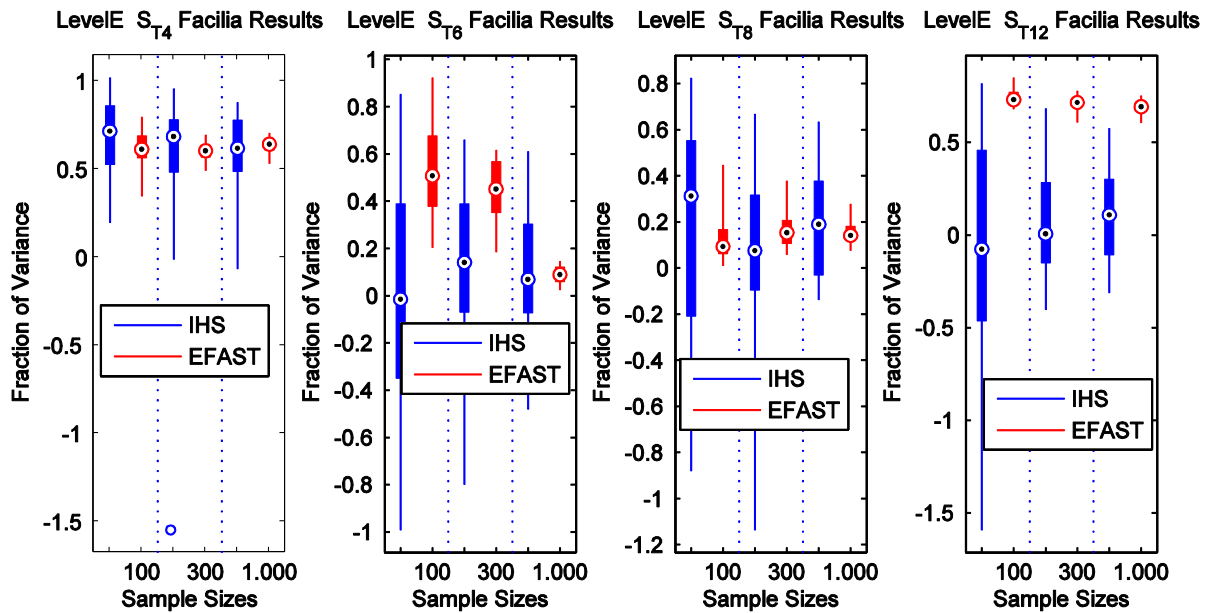 LevelE S_T4 Facilia Results
1
0.5
0
-0.5
-1
-1.5
Fraction of Variance
IHS
EFAST
100 300 1.000
Sample Sizes
LevelE S_T6 Facilia Results
1
0.8
0.6
0.4
0.2
0
-0.2
-0.4
-0.6
-0.8
-1
Fraction of Variance
IHS
EFAST
100 300 1.000
Sample Sizes
LevelE S_T8 Facilia Results
0.8
0.6
0.4
0.2
0
-0.2
-0.4
-0.6
-0.8
-1
-1.2
Fraction of Variance
IHS
EFAST
100 300 1.000
Sample Sizes
LevelE S_T12 Facilia Results
0.5
0
-0.5
-1
-1.5
Fraction of Variance
IHS
EFAST
100 300 1.000
Sample Sizes